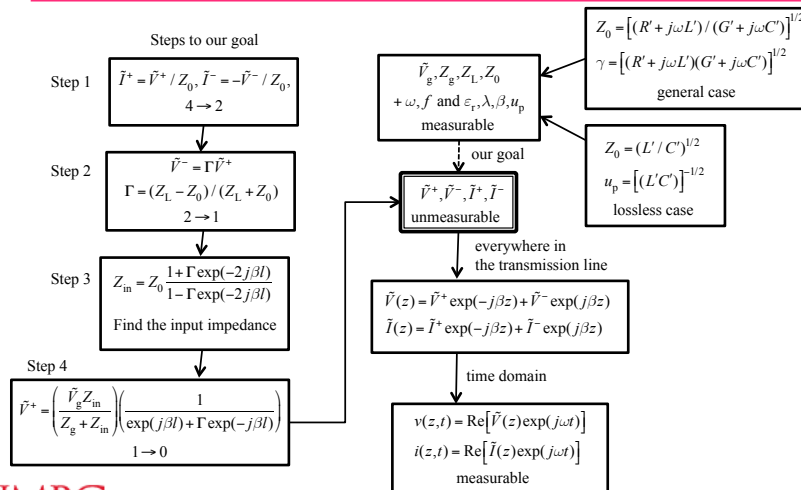 Steps to our goal
Step 1
Ĩ⁺ = Ṽ⁺ / Z₀, Ĩ⁻ = −Ṽ⁻ / Z₀,
4 → 2
Step 2
Ṽ⁻ = ΓṼ⁺
Γ = (Z_L − Z₀) / (Z_L + Z₀)
2 → 1
Step 3
Z_in = Z₀ (1 + Γ exp(−2jβl)) / (1 − Γ exp(−2jβl))
Find the input impedance
Step 4
Ṽ⁺ = (Ṽ_g Z_in / (Z_g + Z_in)) (1 / (exp(jβl) + Γ exp(−jβl)))
1 → 0
Ṽ_g, Z_g, Z_L, Z₀
+ ω, f and ε_r, λ, β, u_p
measurable
our goal
Ṽ⁺, Ṽ⁻, Ĩ⁺, Ĩ⁻
unmeasurable
everywhere in
the transmission line
Ṽ(z) = Ṽ⁺ exp(−jβz) + Ṽ⁻ exp(jβz)
Ĩ(z) = Ĩ⁺ exp(−jβz) + Ĩ⁻ exp(jβz)
time domain
v(z,t) = Re[Ṽ(z) exp(jωt)]
i(z,t) = Re[Ĩ(z) exp(jωt)]
measurable
Z₀ = [(R′ + jωL′) / (G′ + jωC′)]^1/2
γ = [(R′ + jωL′)(G′ + jωC′)]^1/2
general case
Z₀ = (L′ / C′)^1/2
u_p = [(L′C′)]^−1/2
lossless case